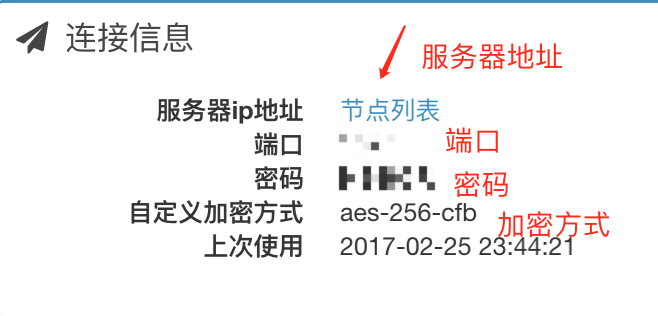 连接信息
服务器地址
服务器ip地址 节点列表
端口 端口
密码 密码
自定义加密方式 aes-256-cfb 加密方式
上次使用 2017-02-25 23:44:21